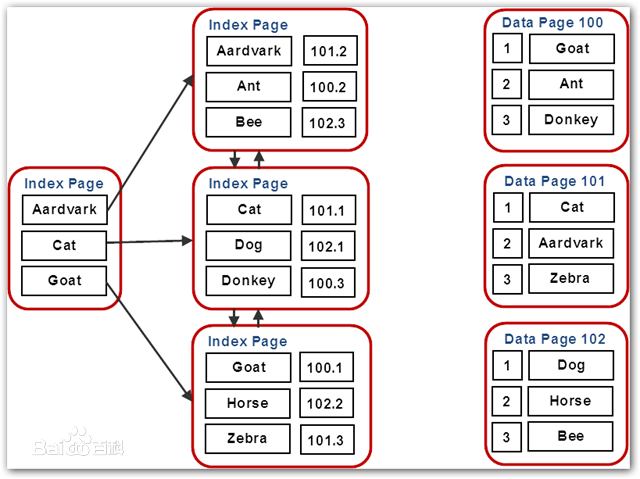 Index Page
Aardvark 101.2
Ant 100.2
Bee 102.3
Index Page
Aardvark
Cat
Goat
Index Page
Cat 101.1
Dog 102.1
Donkey 100.3
Index Page
Goat 100.1
Horse 102.2
Zebra 101.3
Data Page 100
1 Goat
2 Ant
3 Donkey
Data Page 101
1 Cat
2 Aardvark
3 Zebra
Data Page 102
1 Dog
2 Horse
3 Bee
Bai百科